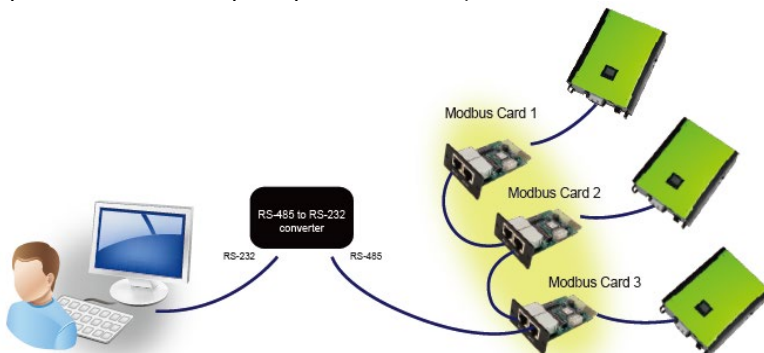 Modbus Card 1
Modbus Card 2
RS-485 to RS-232
converter
RS-232
RS-485
Modbus Card 3